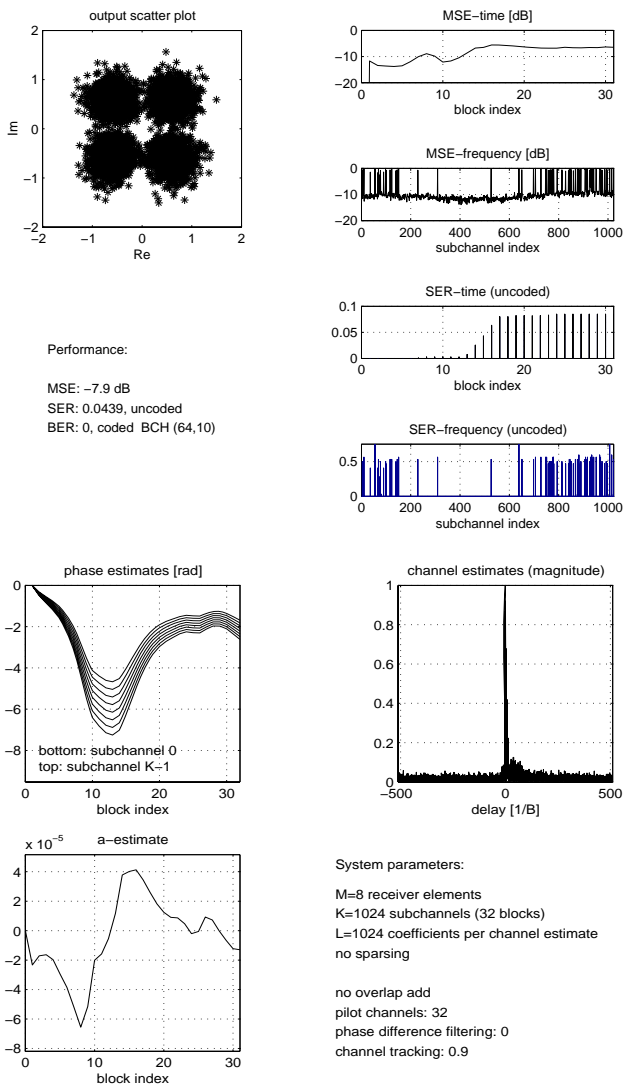 output scatter plot
2
1
0
−1
−2
−2
−1
0
1
2
Im
Re
MSE−time [dB]
0
−10
−20
0
10
20
30
block index
MSE−frequency [dB]
0
−10
−20
0
200
400
600
800
1000
subchannel index
SER−time (uncoded)
0.1
0.05
0
0
10
20
30
block index
Performance:
MSE: −7.9 dB
SER: 0.0439, uncoded
BER: 0, coded  BCH (64,10)
SER−frequency (uncoded)
0.5
0
0
200
400
600
800
1000
subchannel index
phase estimates [rad]
0
−2
−4
−6
−8
bottom: subchannel 0
top: subchannel K−1
0
10
20
30
block index
channel estimates (magnitude)
1
0.8
0.6
0.4
0.2
0
−500
0
500
delay [1/B]
x 10⁻⁵
a−estimate
4
2
0
−2
−4
−6
−8
0
10
20
30
block index
System parameters:
M=8 receiver elements
K=1024 subchannels (32 blocks)
L=1024 coefficients per channel estimate
no sparsing
no overlap add
pilot channels: 32
phase difference filtering: 0
channel tracking: 0.9